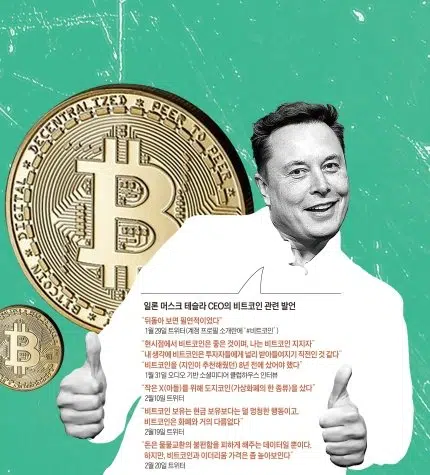 DIGITAL * DECENTRALIZED * PEER TO PEER *
BITCOIN
일론 머스크 테슬라 CEO의 비트코인 관련 발언
"뒤돌아 보면 필연적이었다"
1월 29일 트위터(계정 프로필 소개란에 '#비트코인')
"현시점에서 비트코인은 좋은 것이며, 나는 비트코인 지지자"
"내 생각에 비트코인은 투자자들에게 널리 받아들여지기 직전인 것 같다"
"비트코인을 (지인이 추천해줬던) 8년 전에 샀어야 했다"
1월 31일 오디오 기반 소셜미디어 클럽하우스 인터뷰
"작은 X(아들)를 위해 도지코인(가상화폐의 한 종류)을 샀다"
2월10일 트위터
"비트코인 보유는 현금 보유보다는 덜 멍청한 행동이고,
비트코인은 화폐와 거의 다름없다"
2월19일 트위터
"돈은 물물교환의 불편함을 피하게 해주는 데이터일 뿐이다.
하지만, 비트코인과 이더리움 가격은 좀 높아보인다"
2월 20일 트위터